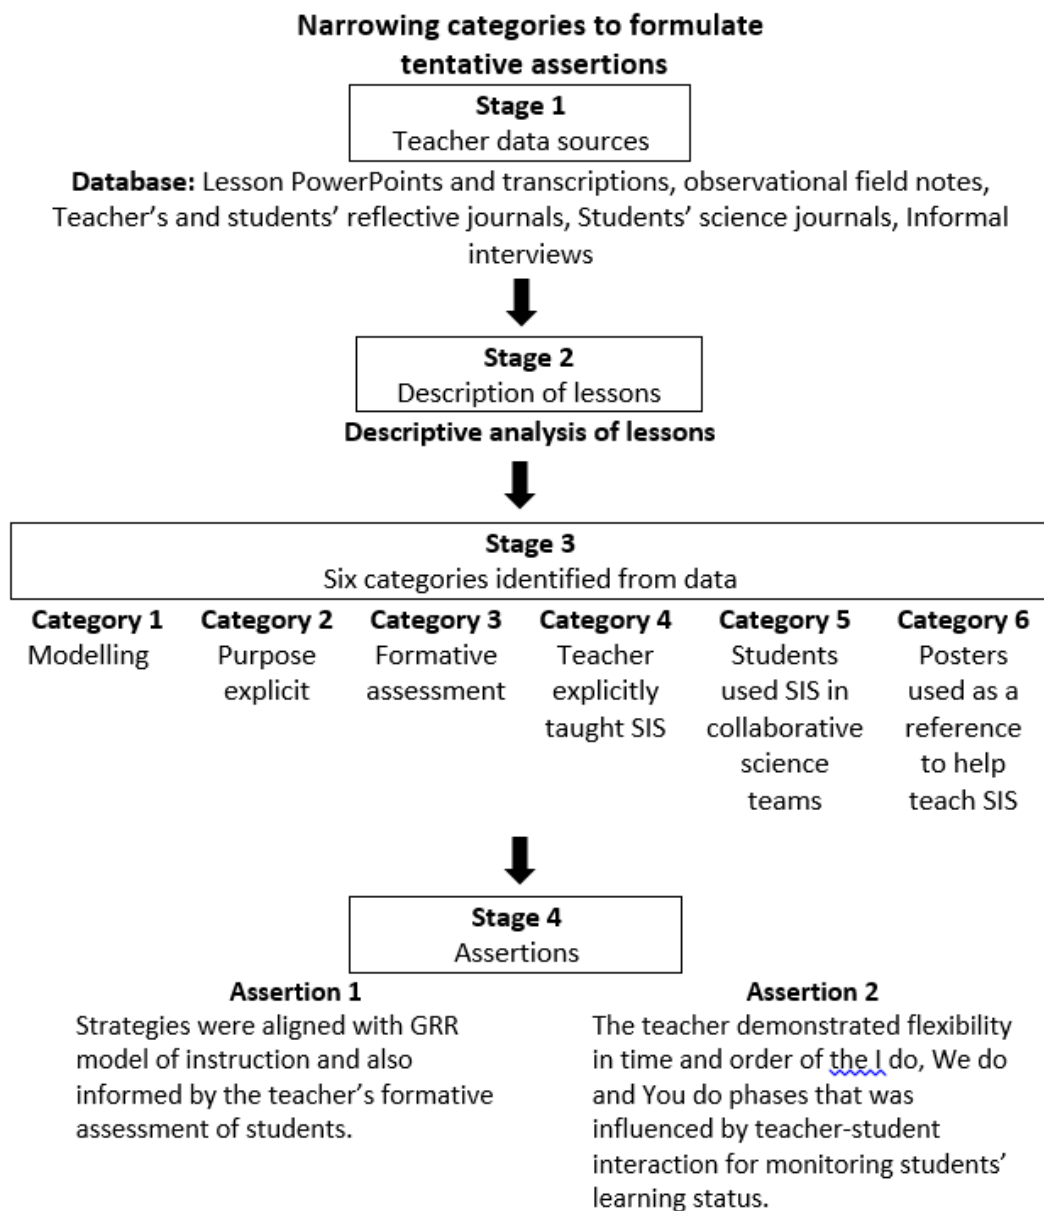 Narrowing categories to formulate
tentative assertions
Stage 1
Teacher data sources
Database: Lesson PowerPoints and transcriptions, observational field notes,
Teacher’s and students’ reflective journals, Students’ science journals, Informal
interviews
Stage 2
Description of lessons
Descriptive analysis of lessons
Stage 3
Six categories identified from data
Category 1
Modelling
Category 2
Purpose
explicit
Category 3
Formative
assessment
Category 4
Teacher
explicitly
taught SIS
Category 5
Students
used SIS in
collaborative
science
teams
Category 6
Posters
used as a
reference
to help
teach SIS
Stage 4
Assertions
Assertion 1
Strategies were aligned with GRR
model of instruction and also
informed by the teacher’s formative
assessment of students.
Assertion 2
The teacher demonstrated flexibility
in time and order of the I do, We do
and You do phases that was
influenced by teacher-student
interaction for monitoring students’
learning status.